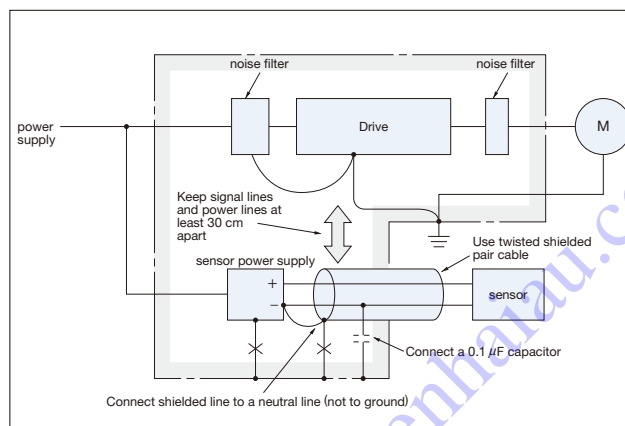 noise filter
noise filter
power
supply
Drive
M
Keep signal lines
and power lines at
least 30 cm
apart
Use twisted shielded
pair cable
sensor power supply
+
−
sensor
Connect a 0.1 μF capacitor
Connect shielded line to a neutral line (not to ground)